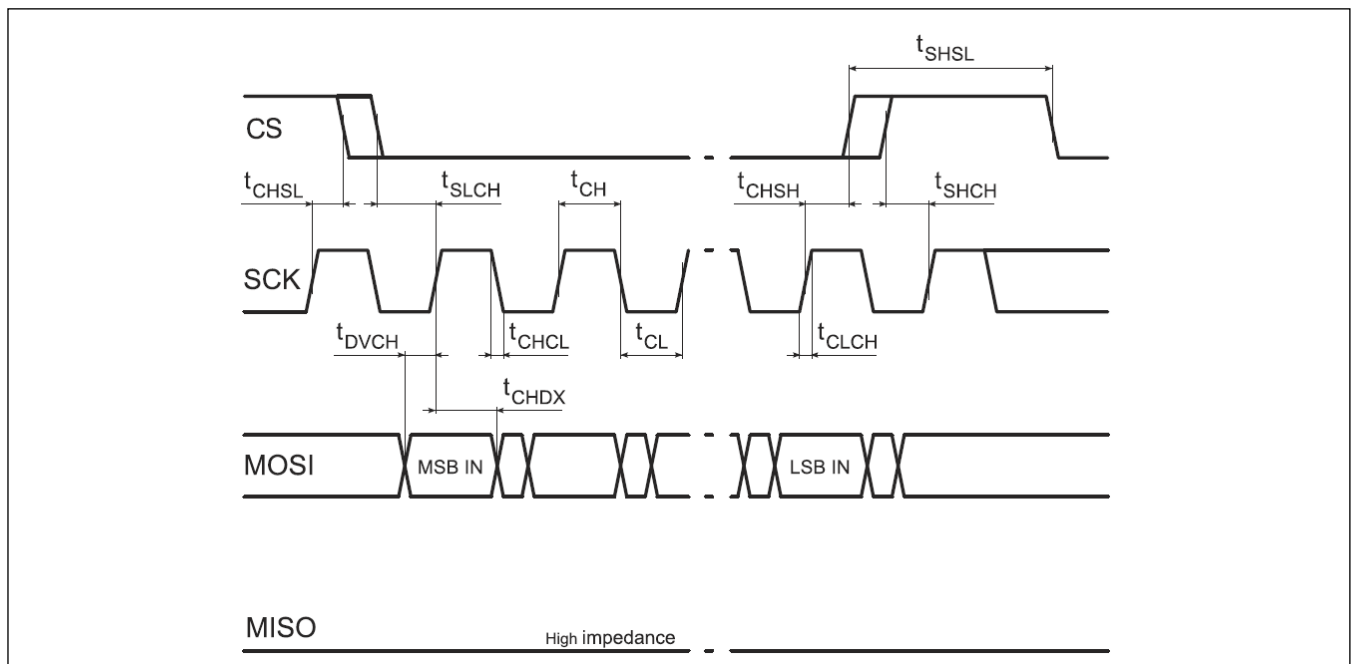 tSHSL
CS
tCHSL
tSLCH
tCH
tCHSH
tSHCH
SCK
tDVCH
tCHCL
tCL
tCLCH
tCHDX
MOSI
MSB IN
LSB IN
MISO
High impedance